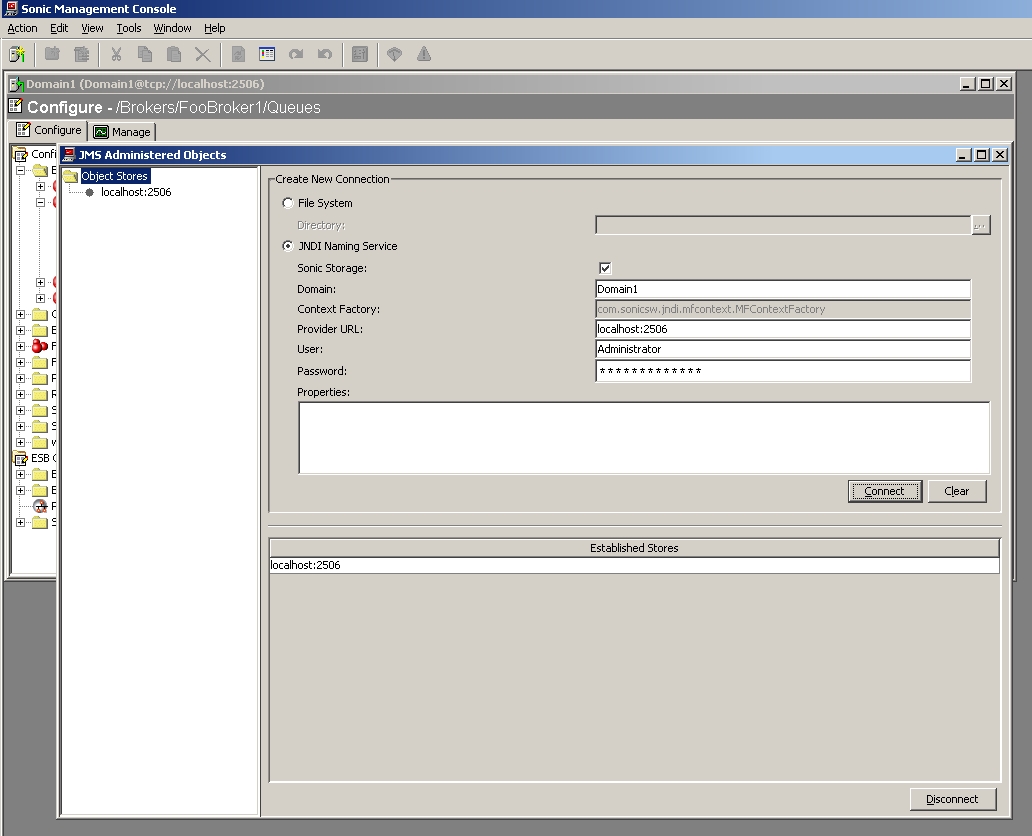 Sonic Management Console
Action Edit View Tools Window Help
Domain1 (Domain1@tcp://localhost:2506)
Configure - /Brokers/FooBroker1/Queues
Configure Manage
Confi
JMS Administered Objects
Object Stores
localhost:2506
ESB
Create New Connection
File System
Directory:
...
JNDI Naming Service
Sonic Storage:
Domain: Domain1
Context Factory: com.sonicsw.jndi.mfcontext.MFContextFactory
Provider URL: localhost:2506
User: Administrator
Password: *************
Properties:
Connect Clear
Established Stores
localhost:2506
Disconnect